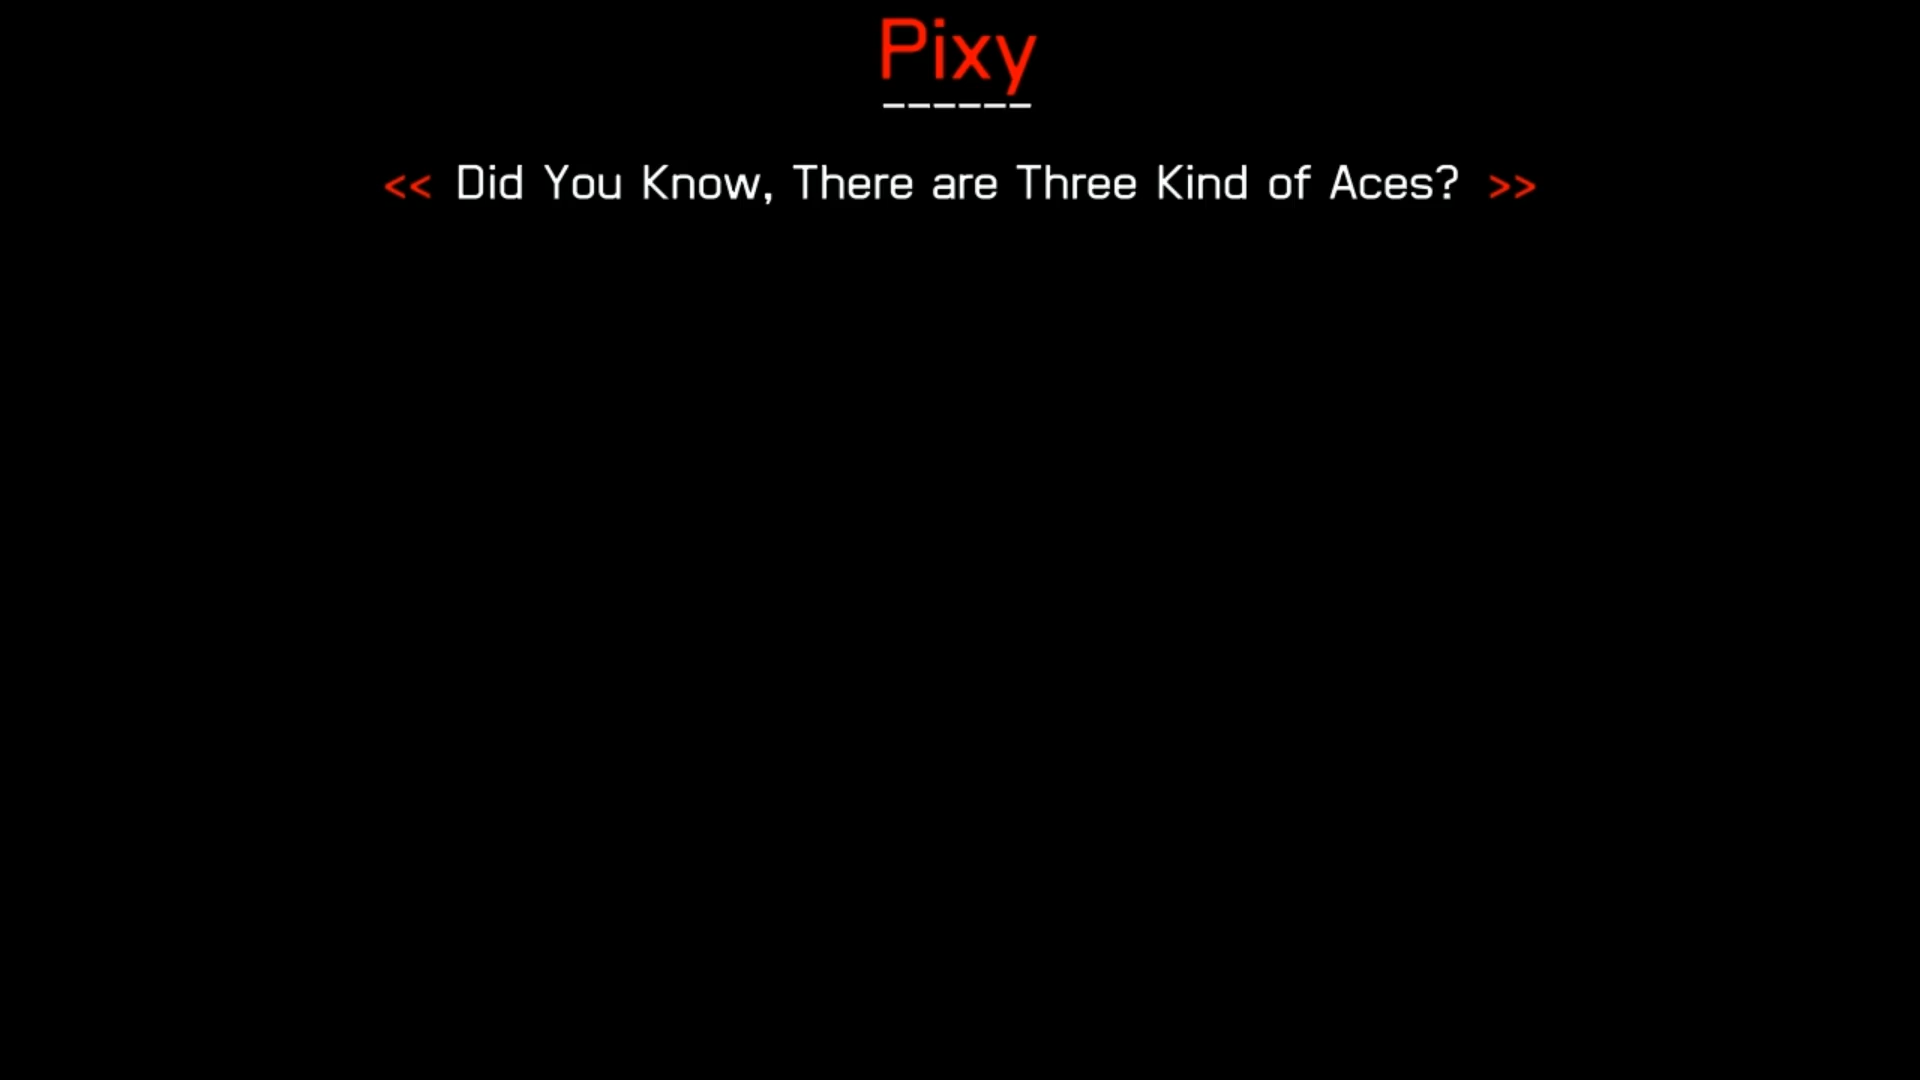 Pixy
------
<< Did You Know, There are Three Kind of Aces? >>